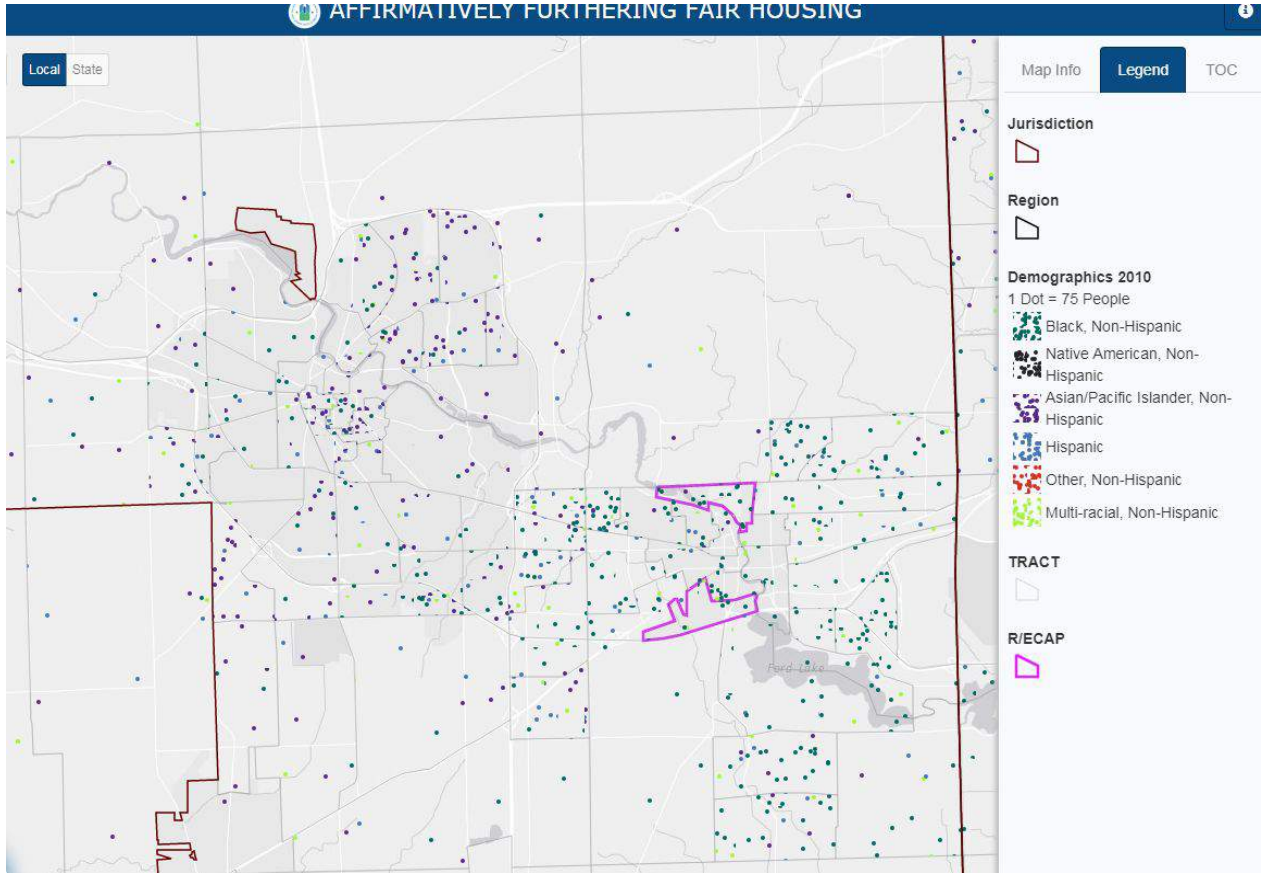 AFFIRMATIVELY FURTHERING FAIR HOUSING
Local State
Map Info Legend TOC
Jurisdiction
Region
Demographics 2010
1 Dot = 75 People
Black, Non-Hispanic
Native American, Non-
Hispanic
Asian/Pacific Islander, Non-
Hispanic
Hispanic
Other, Non-Hispanic
Multi-racial, Non-Hispanic
TRACT
R/ECAP
Ford Lake